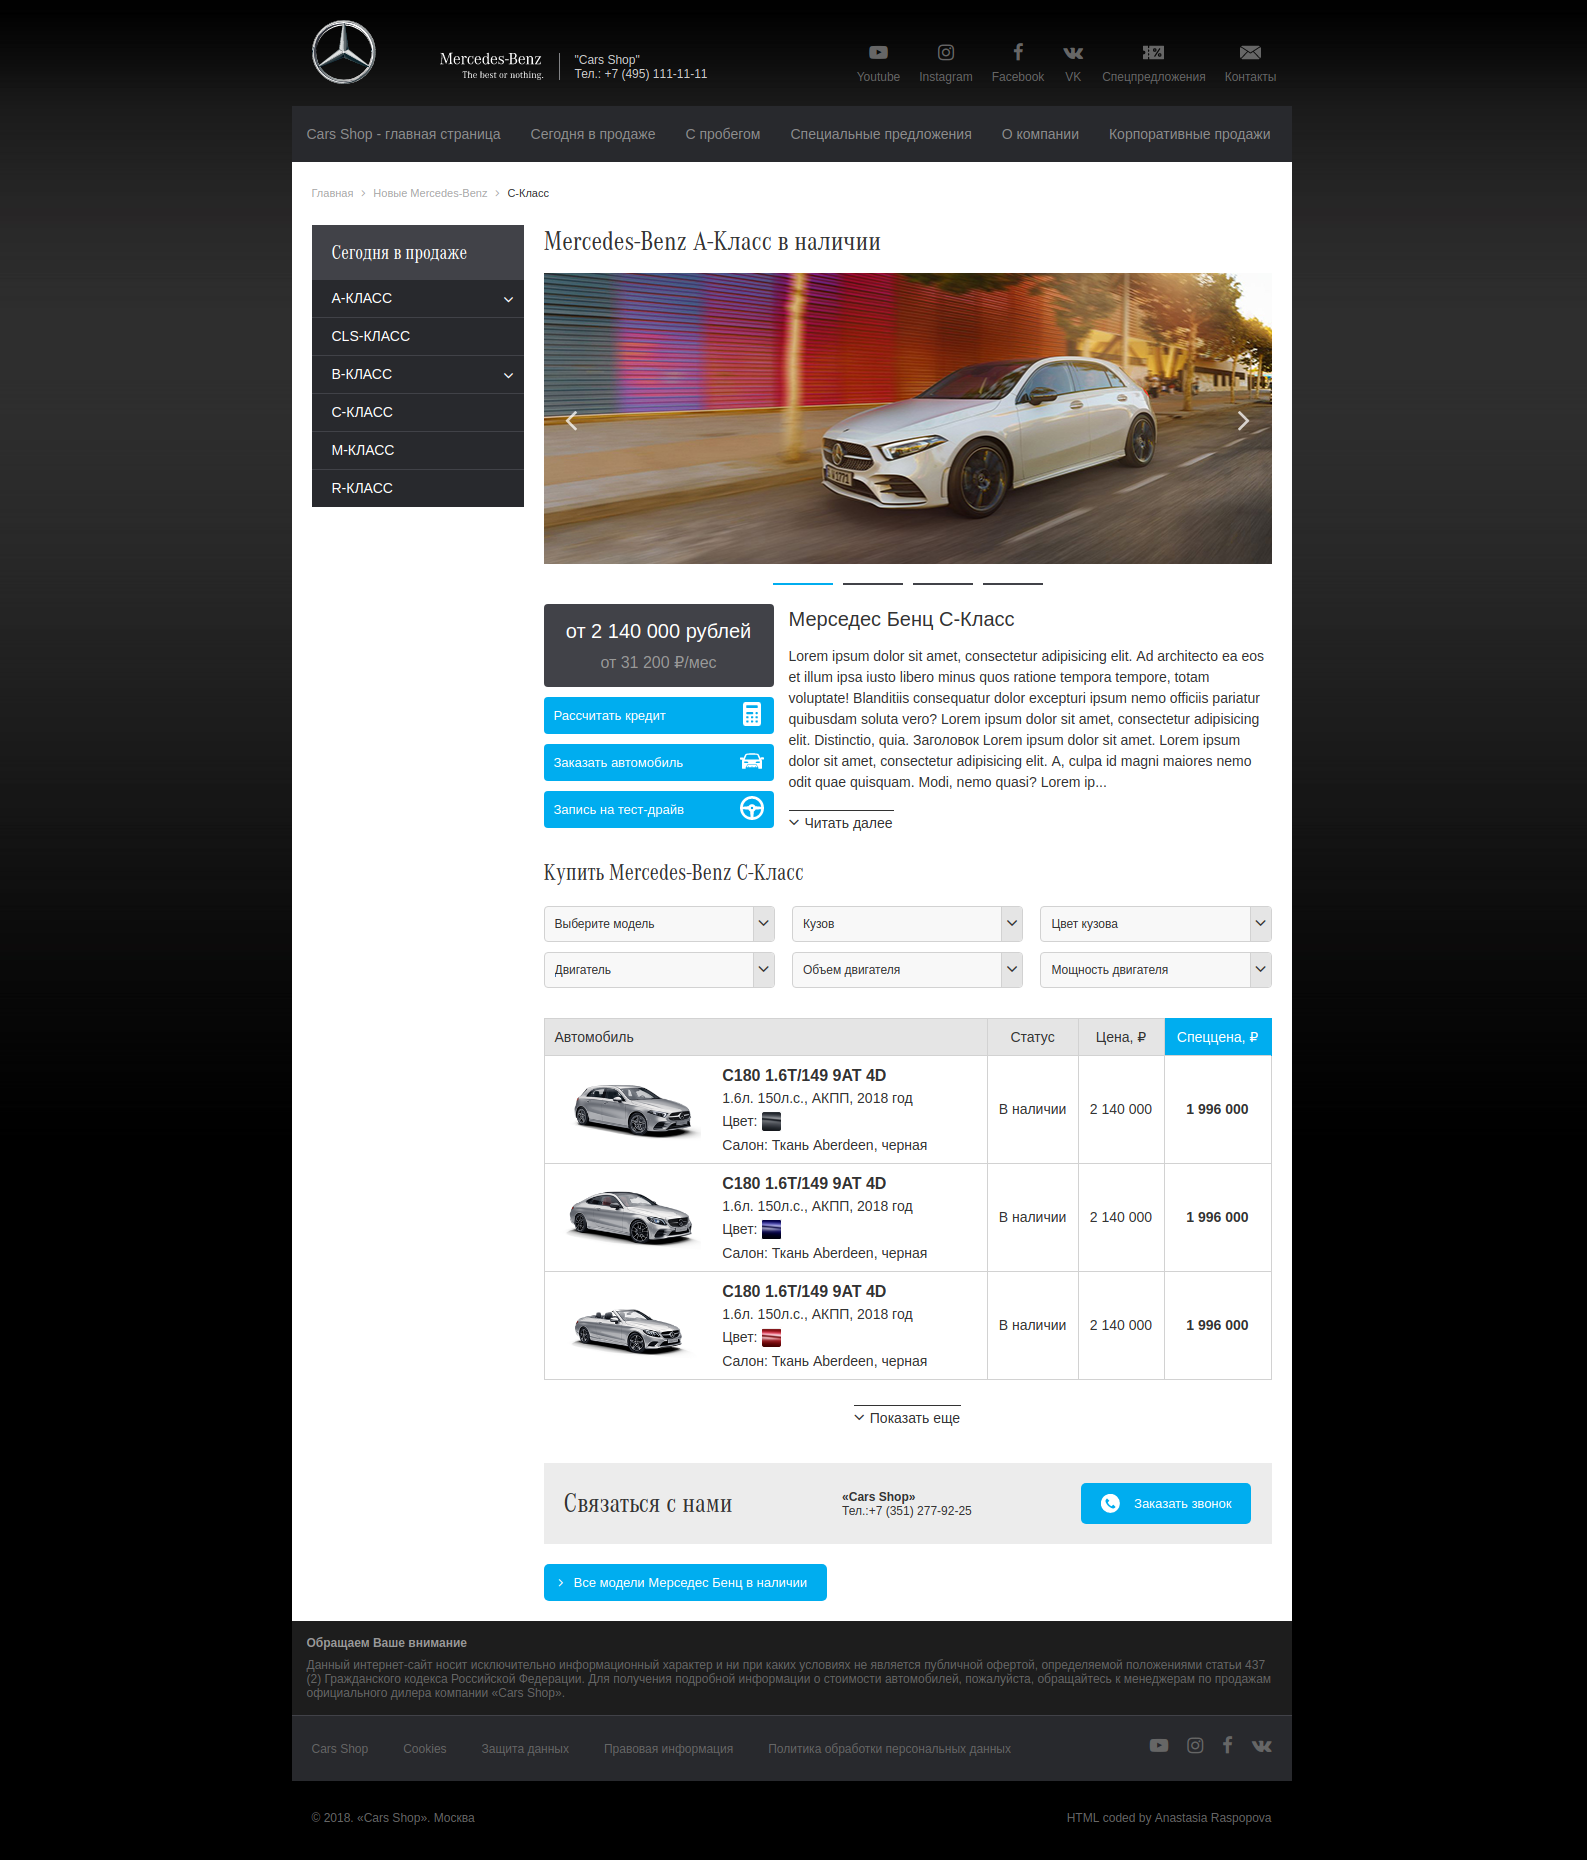 Mercedes-Benz
The best or nothing.
"Cars Shop"
Тел.: +7 (495) 111-11-11
Youtube
Instagram
Facebook
VK
Спецпредложения
Контакты
Cars Shop - главная страница
Сегодня в продаже
С пробегом
Специальные предложения
О компании
Корпоративные продажи
Главная › Новые Mercedes-Benz › С-Класс
Сегодня в продаже
А-КЛАСС
CLS-КЛАСС
B-КЛАСС
C-КЛАСС
M-КЛАСС
R-КЛАСС
Mercedes-Benz А-Класс в наличии
от 2 140 000 рублей
от 31 200 ₽/мес
Рассчитать кредит
Заказать автомобиль
Запись на тест-драйв
Мерседес Бенц С-Класс
Lorem ipsum dolor sit amet, consectetur adipisicing elit. Ad architecto ea eos
et illum ipsa iusto libero minus quos ratione tempora tempore, totam
voluptate! Blanditiis consequatur dolor excepturi ipsum nemo officiis pariatur
quibusdam soluta vero? Lorem ipsum dolor sit amet, consectetur adipisicing
elit. Distinctio, quia. Заголовок Lorem ipsum dolor sit amet. Lorem ipsum
dolor sit amet, consectetur adipisicing elit. A, culpa id magni maiores nemo
odit quae quisquam. Modi, nemo quasi? Lorem ip...
Читать далее
Купить Mercedes-Benz С-Класс
Выберите модель
Кузов
Цвет кузова
Двигатель
Объем двигателя
Мощность двигателя
Автомобиль
Статус
Цена, ₽
Спеццена, ₽
C180 1.6T/149 9AT 4D
1.6л. 150л.с., АКПП, 2018 год
Цвет:
Салон: Ткань Aberdeen, черная
В наличии
2 140 000
1 996 000
C180 1.6T/149 9AT 4D
1.6л. 150л.с., АКПП, 2018 год
Цвет:
Салон: Ткань Aberdeen, черная
В наличии
2 140 000
1 996 000
C180 1.6T/149 9AT 4D
1.6л. 150л.с., АКПП, 2018 год
Цвет:
Салон: Ткань Aberdeen, черная
В наличии
2 140 000
1 996 000
Показать еще
Связаться с нами
«Cars Shop»
Тел.:+7 (351) 277-92-25
Заказать звонок
› Все модели Мерседес Бенц в наличии
Обращаем Ваше внимание
Данный интернет-сайт носит исключительно информационный характер и ни при каких условиях не является публичной офертой, определяемой положениями статьи 437
(2) Гражданского кодекса Российской Федерации. Для получения подробной информации о стоимости автомобилей, пожалуйста, обращайтесь к менеджерам по продажам
официального дилера компании «Cars Shop».
Cars Shop
Cookies
Защита данных
Правовая информация
Политика обработки персональных данных
© 2018. «Cars Shop». Москва
HTML coded by Anastasia Raspopova